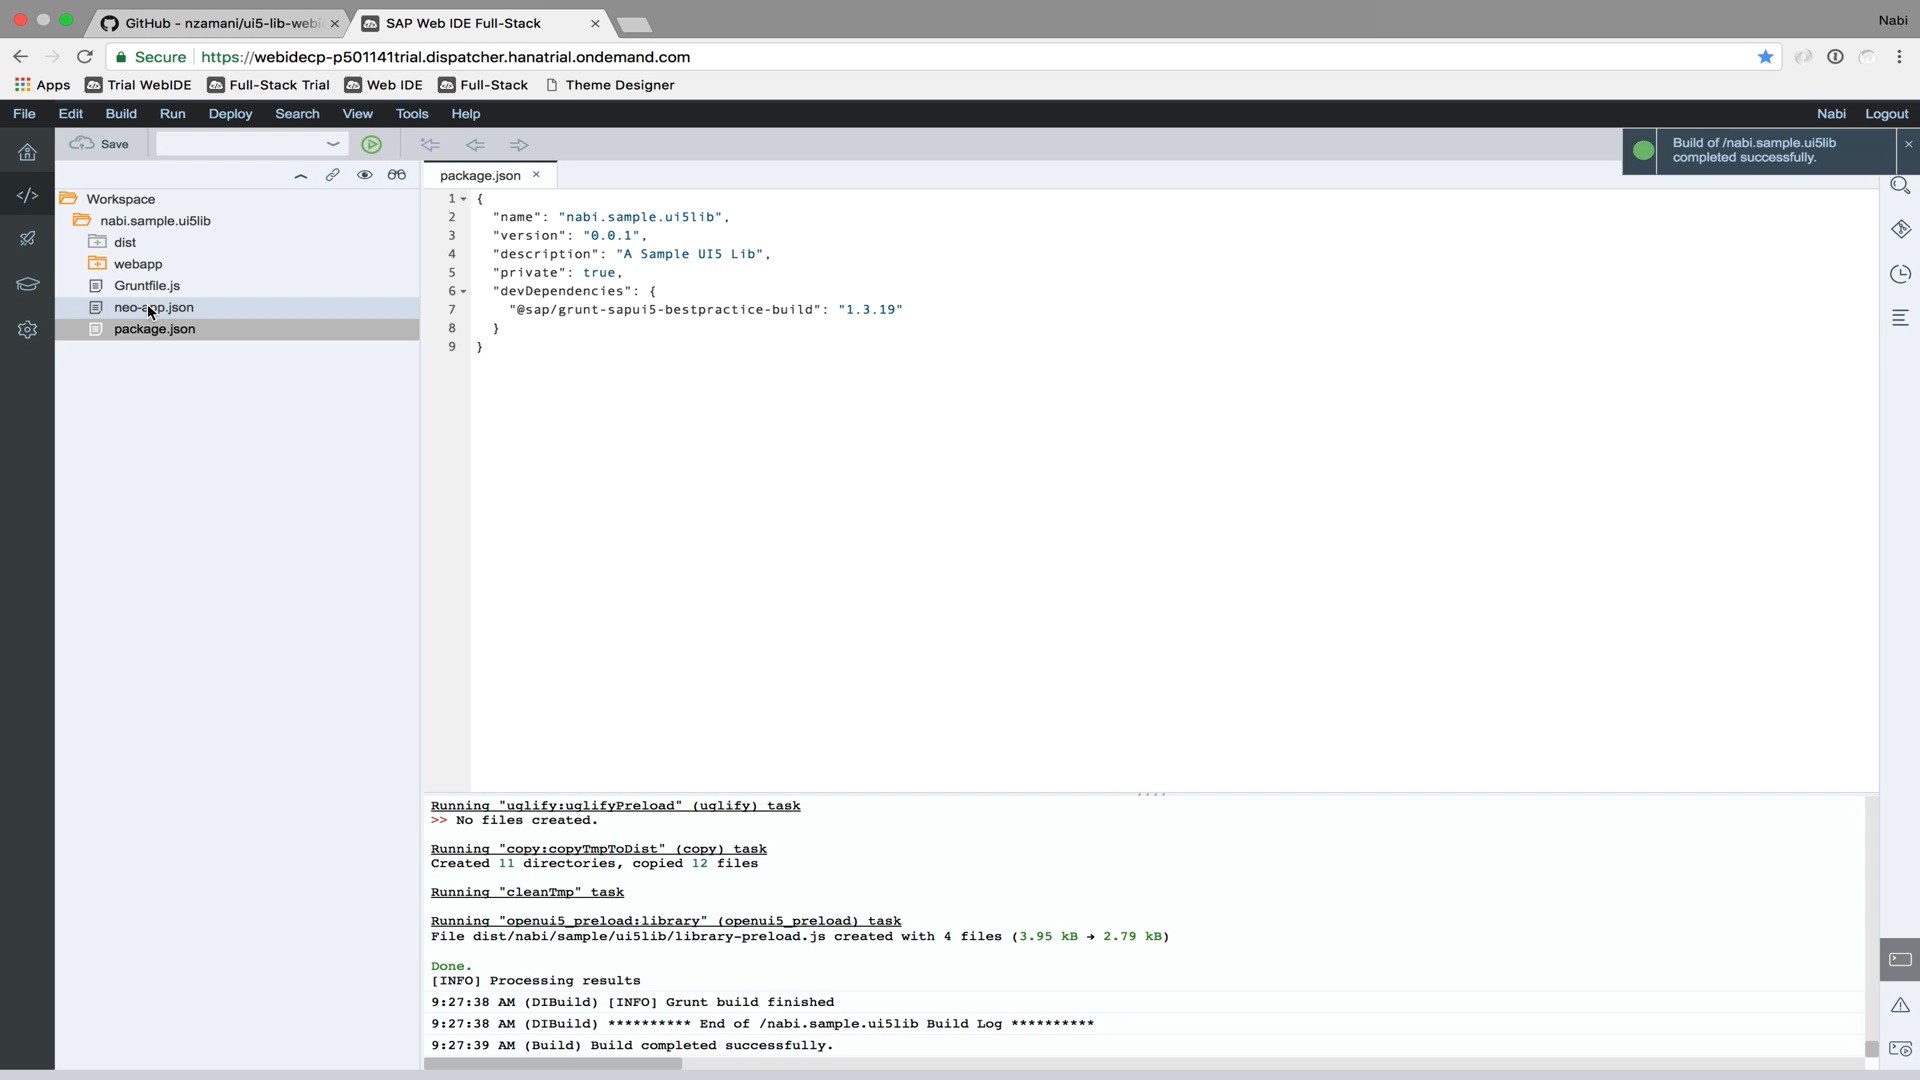 GitHub - nzamani/ui5-lib-webi
SAP Web IDE Full-Stack
Nabi
Secure
https://webidecp-p501141trial.dispatcher.hanatrial.ondemand.com
Apps
Trial WebIDE
Full-Stack Trial
Web IDE
Full-Stack
Theme Designer
File Edit Build Run Deploy Search View Tools Help
Nabi Logout
Save
Build of /nabi.sample.ui5lib
completed successfully.
Workspace
nabi.sample.ui5lib
dist
webapp
Gruntfile.js
neo-app.json
package.json
package.json
1 {
2 "name": "nabi.sample.ui5lib",
3 "version": "0.0.1",
4 "description": "A Sample UI5 Lib",
5 "private": true,
6 "devDependencies": {
7 "@sap/grunt-sapui5-bestpractice-build": "1.3.19"
8 }
9 }
Running "uglify:uglifyPreload" (uglify) task
>> No files created.
Running "copy:copyTmpToDist" (copy) task
Created 11 directories, copied 12 files
Running "cleanTmp" task
Running "openui5_preload:library" (openui5_preload) task
File dist/nabi/sample/ui5lib/library-preload.js created with 4 files (3.95 kB → 2.79 kB)
Done.
[INFO] Processing results
9:27:38 AM (DIBuild) [INFO] Grunt build finished
9:27:38 AM (DIBuild) ********** End of /nabi.sample.ui5lib Build Log **********
9:27:39 AM (Build) Build completed successfully.